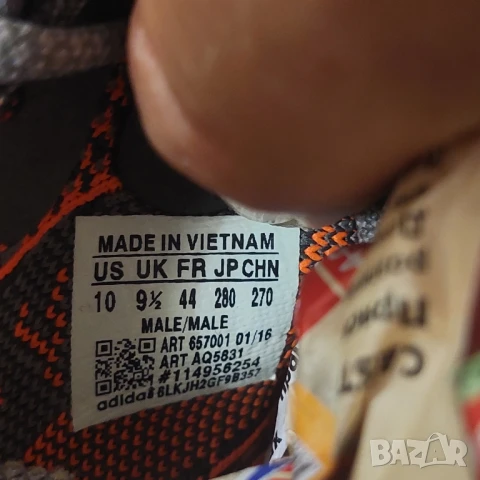 MADE IN VIETNAM
US UK FR JP CHN
10 9½ 44 280 270
MALE/MALE
ART 657001 01/16
ART AQ5831
#114956254
adidas 6LKJH2GF9B357
BAZAR